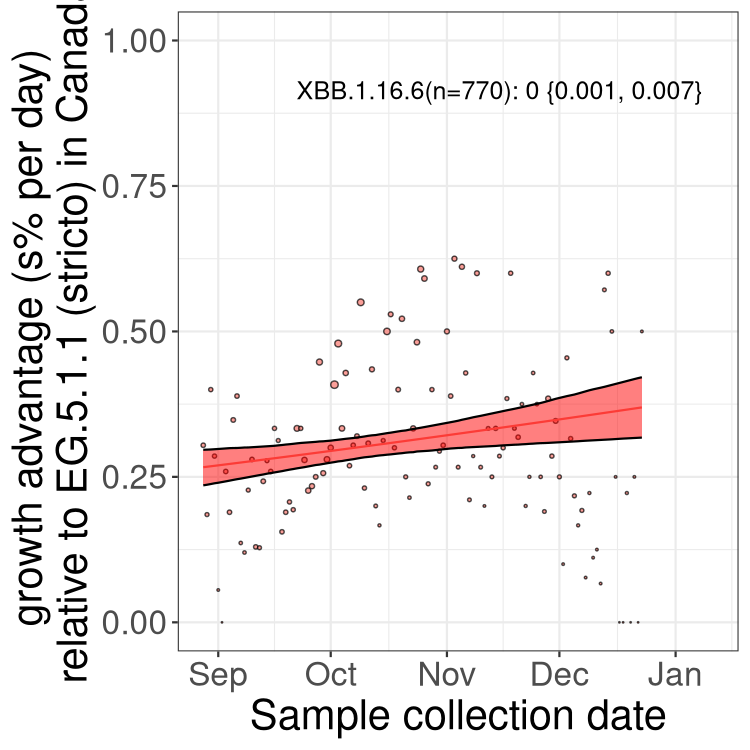 growth advantage (s% per day)
relative to EG.5.1.1 (stricto) in Canada
1.00
0.75
0.50
0.25
0.00
XBB.1.16.6(n=770): 0 {0.001, 0.007}
Sep Oct Nov Dec Jan
Sample collection date